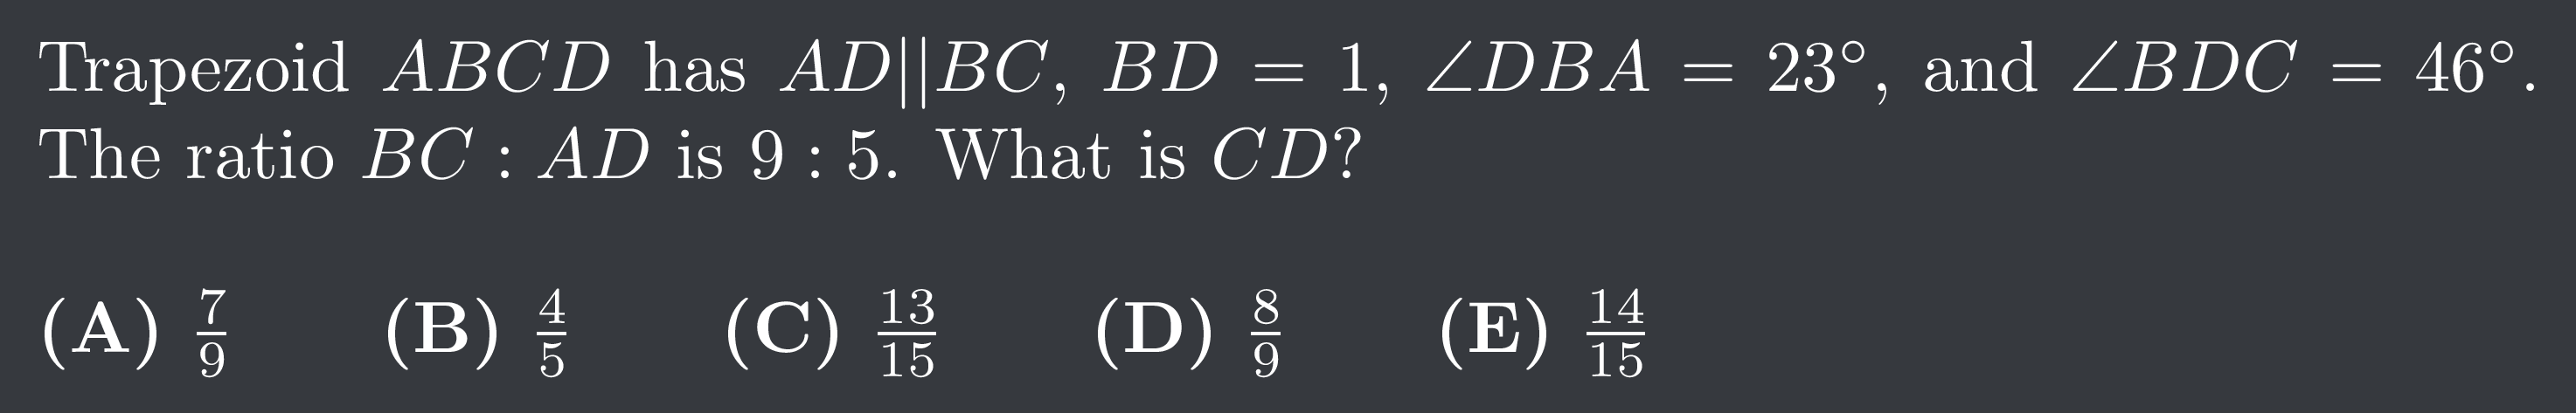 Trapezoid ABCD has AD||BC, BD = 1, ∠DBA = 23°, and ∠BDC = 46°.
The ratio BC : AD is 9 : 5. What is CD?
(A) 7/9 (B) 4/5 (C) 13/15 (D) 8/9 (E) 14/15